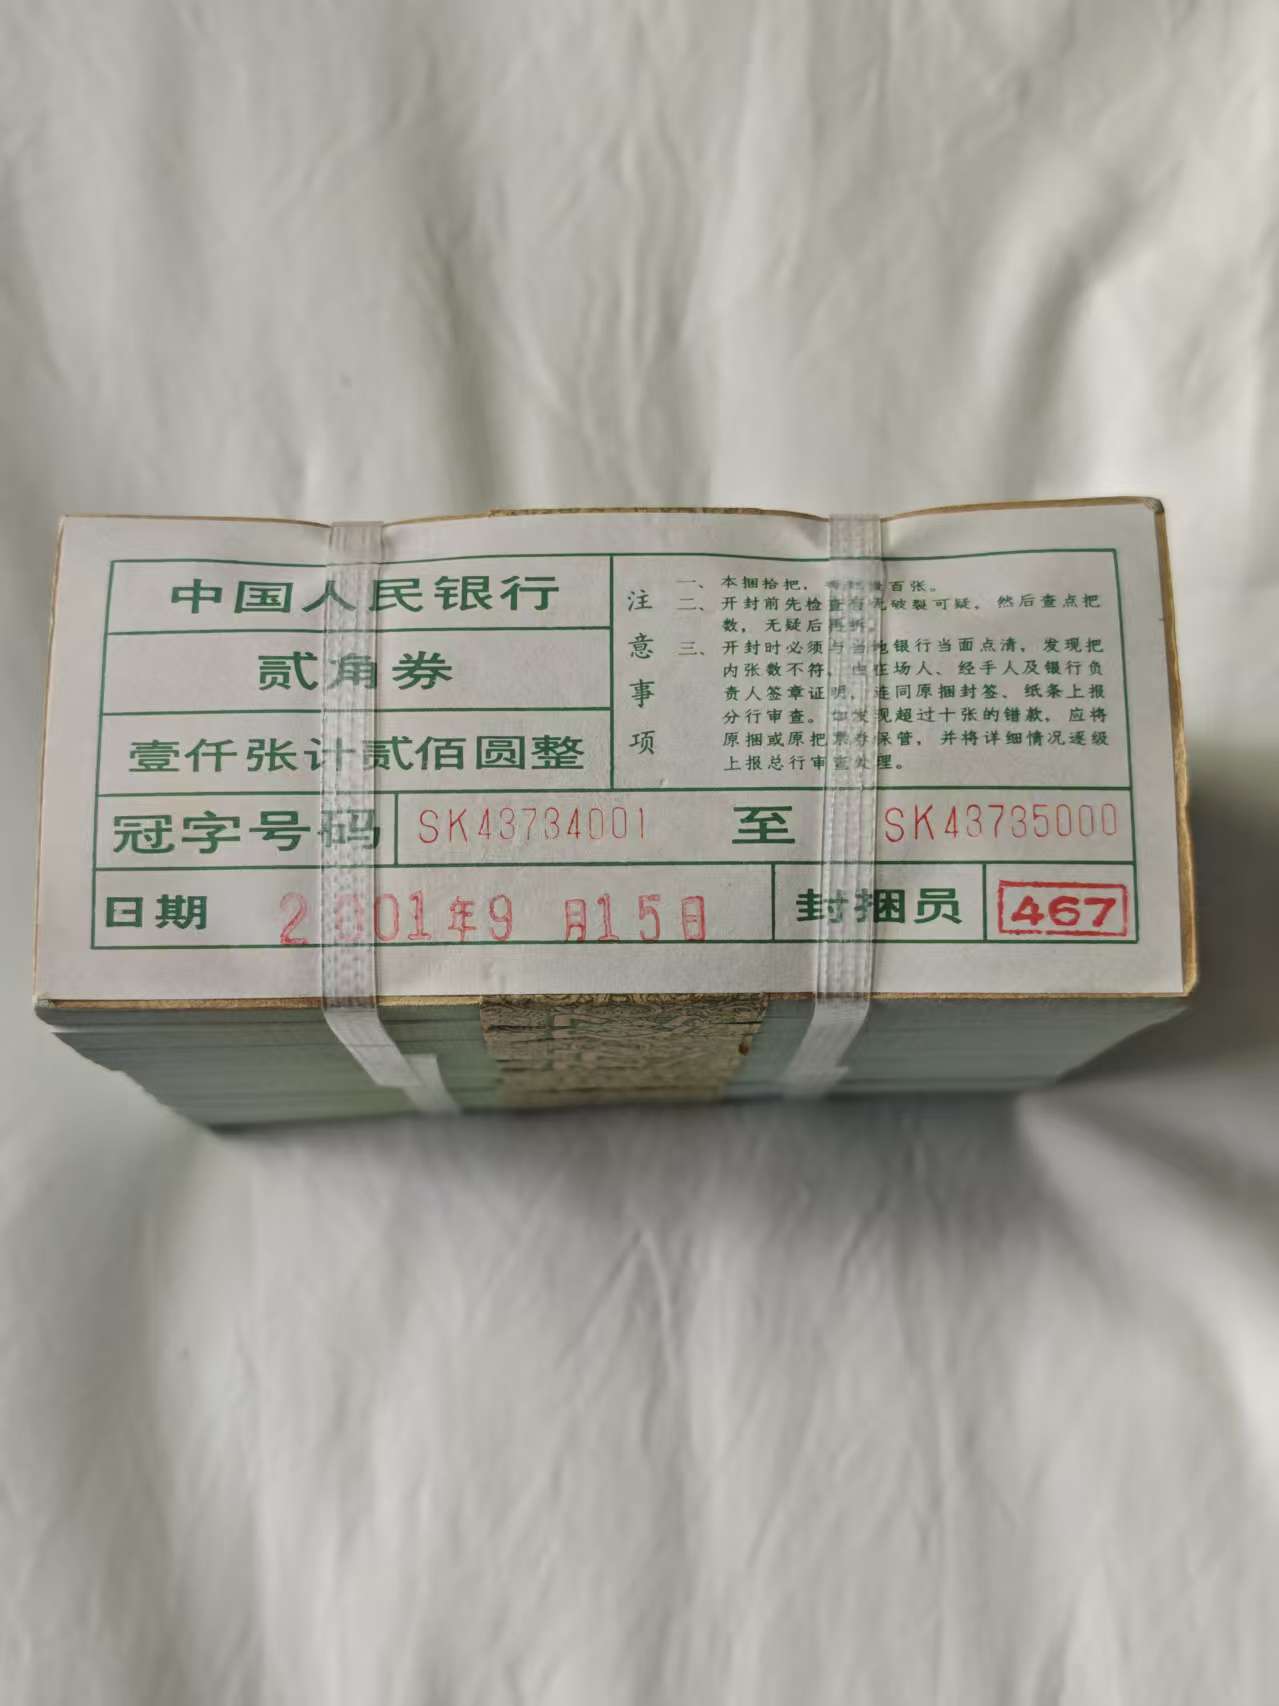 中国人民银行
贰角券
壹仟张计贰佰圆整
注意事项
一、本捆拾把，百张。
二、开封前先检查有无破裂可疑，然后查点把
数，无疑后再拆。
三、开封时必须与当地银行当面点清，发现把
内张数不符，由在场人、经手人及银行负
责人签章证明，连同原捆封签、纸条上报
分行审查。如发现超过十张的错款，应将
原捆或原把票券保管，并将详细情况逐级
上报总行审查处理。
冠字号码 SK43734001 至 SK43735000
日期 2001年9月15日 封捆员 467